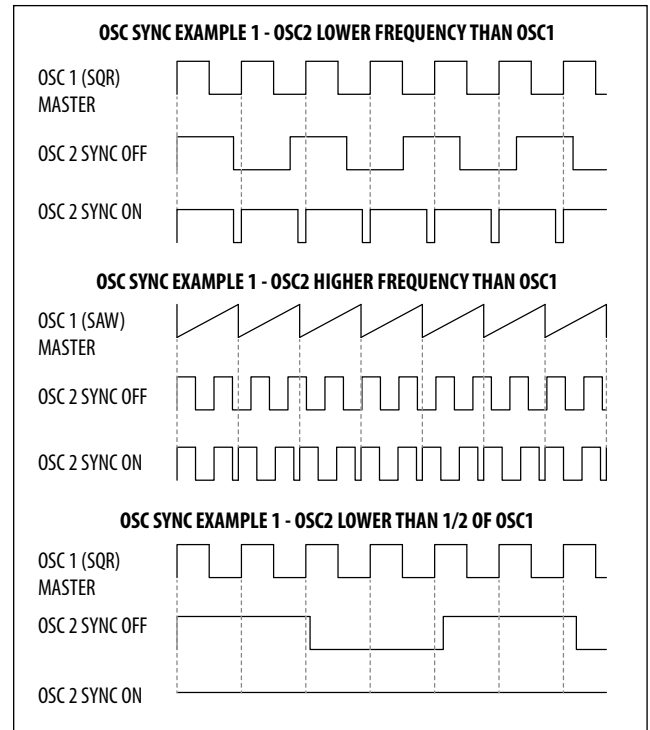 OSC SYNC EXAMPLE 1 - OSC2 LOWER FREQUENCY THAN OSC1
OSC 1 (SQR)
MASTER
OSC 2 SYNC OFF
OSC 2 SYNC ON
OSC SYNC EXAMPLE 1 - OSC2 HIGHER FREQUENCY THAN OSC1
OSC 1 (SAW)
MASTER
OSC 2 SYNC OFF
OSC 2 SYNC ON
OSC SYNC EXAMPLE 1 - OSC2 LOWER THAN 1/2 OF OSC1
OSC 1 (SQR)
MASTER
OSC 2 SYNC OFF
OSC 2 SYNC ON